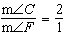 m∠C/m∠F = 2/1